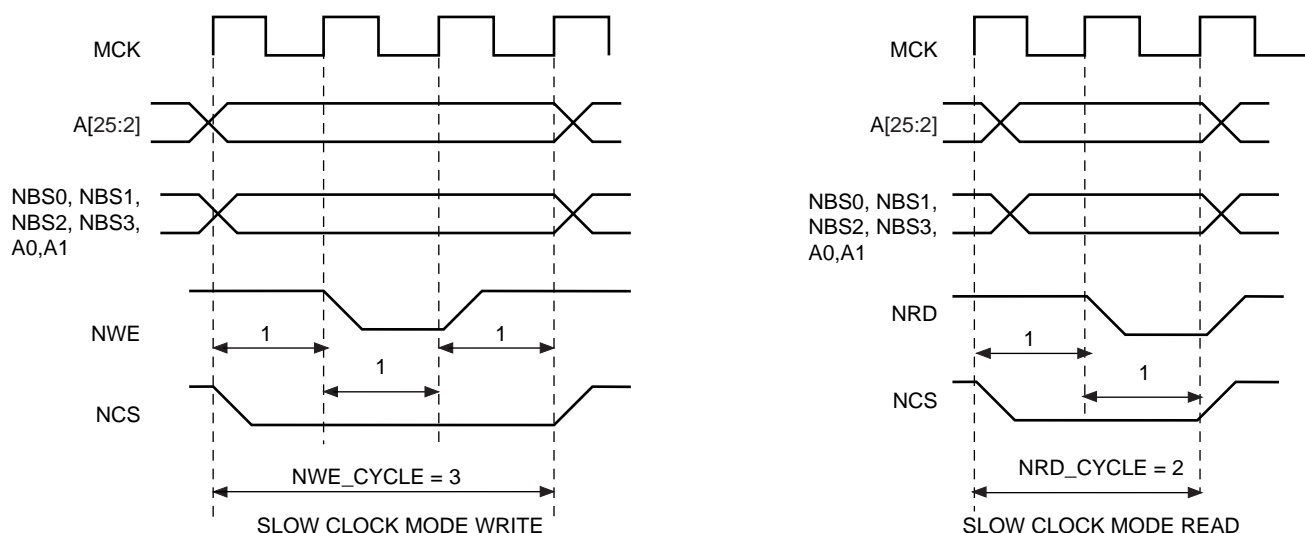 MCK
A[25:2]
NBS0, NBS1,
NBS2, NBS3,
A0,A1
NWE
1
1
1
NCS
NWE_CYCLE = 3
SLOW CLOCK MODE WRITE
MCK
A[25:2]
NBS0, NBS1,
NBS2, NBS3,
A0,A1
NRD
1
1
NCS
NRD_CYCLE = 2
SLOW CLOCK MODE READ